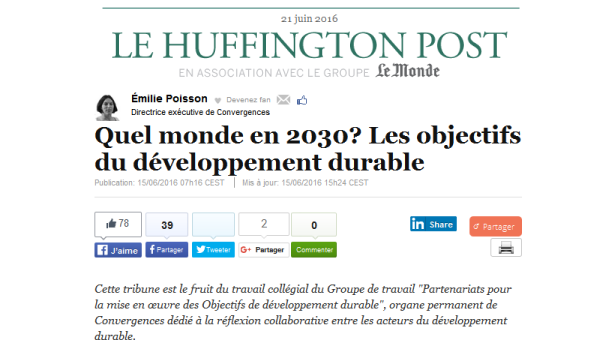 21 juin 2016
LE HUFFINGTON POST
EN ASSOCIATION AVEC LE GROUPE Le Monde
Émilie Poisson Devenez fan
Directrice exécutive de Convergences
Quel monde en 2030? Les objectifs
du développement durable
Publication: 15/06/2016 07h16 CEST Mis à jour: 15/06/2016 15h24 CEST
78 39 2 0
J'aime Partager Tweeter G+ Partager Commenter
in Share Partager
Cette tribune est le fruit du travail collégial du Groupe de travail "Partenariats pour
la mise en œuvre des Objectifs de développement durable", organe permanent de
Convergences dédié à la réflexion collaborative entre les acteurs du développement
durable.